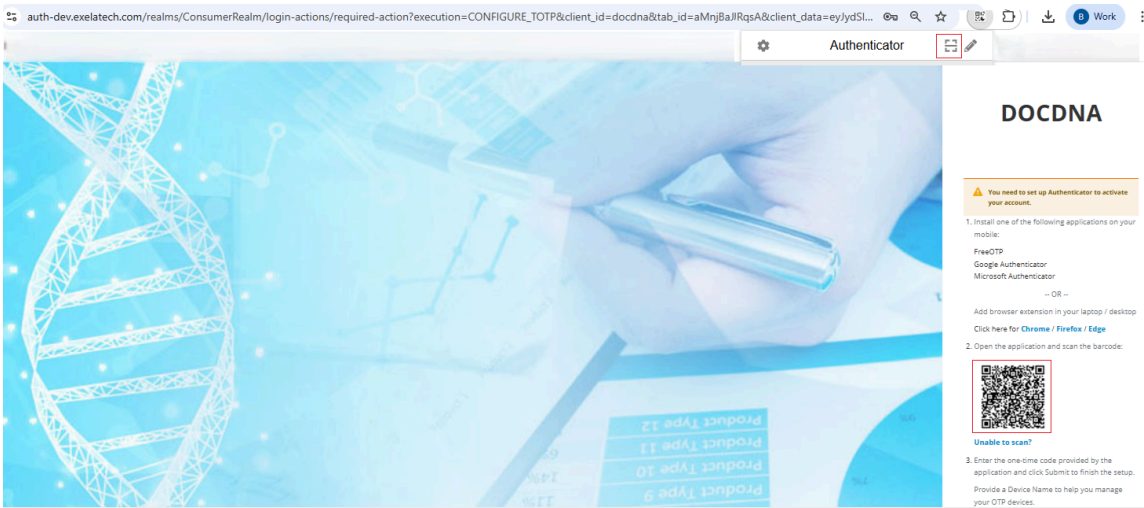 auth-dev.exelatech.com/realms/ConsumerRealm/login-actions/required-action?execution=CONFIGURE_TOTP&client_id=docdna&tab_id=aMnjBaJlRqsA&client_data=eyJydSI...
Work
Authenticator
DOCDNA
You need to set up Authenticator to activate
your account.
1. Install one of the following applications on your
mobile:
FreeOTP
Google Authenticator
Microsoft Authenticator
-- OR --
Add browser extension in your laptop / desktop
Click here for Chrome / Firefox / Edge
2. Open the application and scan the barcode:
Unable to scan?
3. Enter the one-time code provided by the
application and click Submit to finish the setup.
Provide a Device Name to help you manage
your OTP devices.
Product Type 12
Product Type 11
Product Type 10
Product Type 9
14%
11%